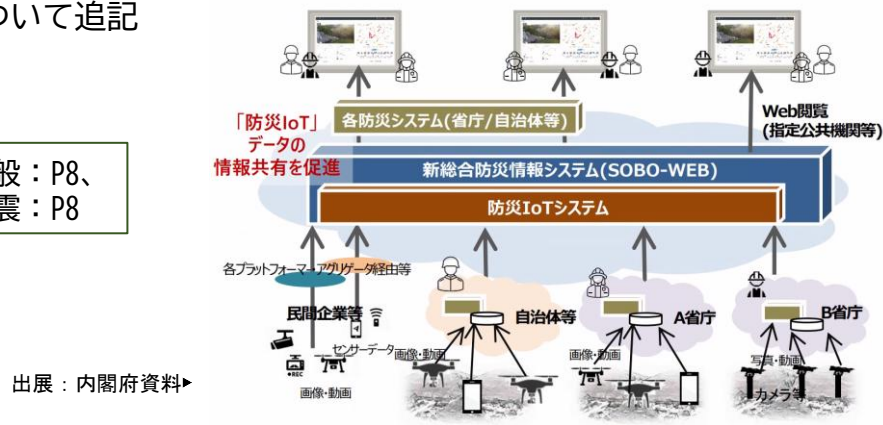 ついて追記
般：P8、
震：P8
出展：内閣府資料▶
「防災IoT」
データの
情報共有を促進
各防災システム(省庁/自治体等)
Web閲覧
(指定公共機関等)
新総合防災情報システム(SOBO-WEB)
防災IoTシステム
各プラットフォーマーアグリゲータ経由等
民間企業等
センサーデータ
●REC
画像・動画
自治体等
画像・動画
A省庁
画像・動画
B省庁
写真・動画
カメラ等